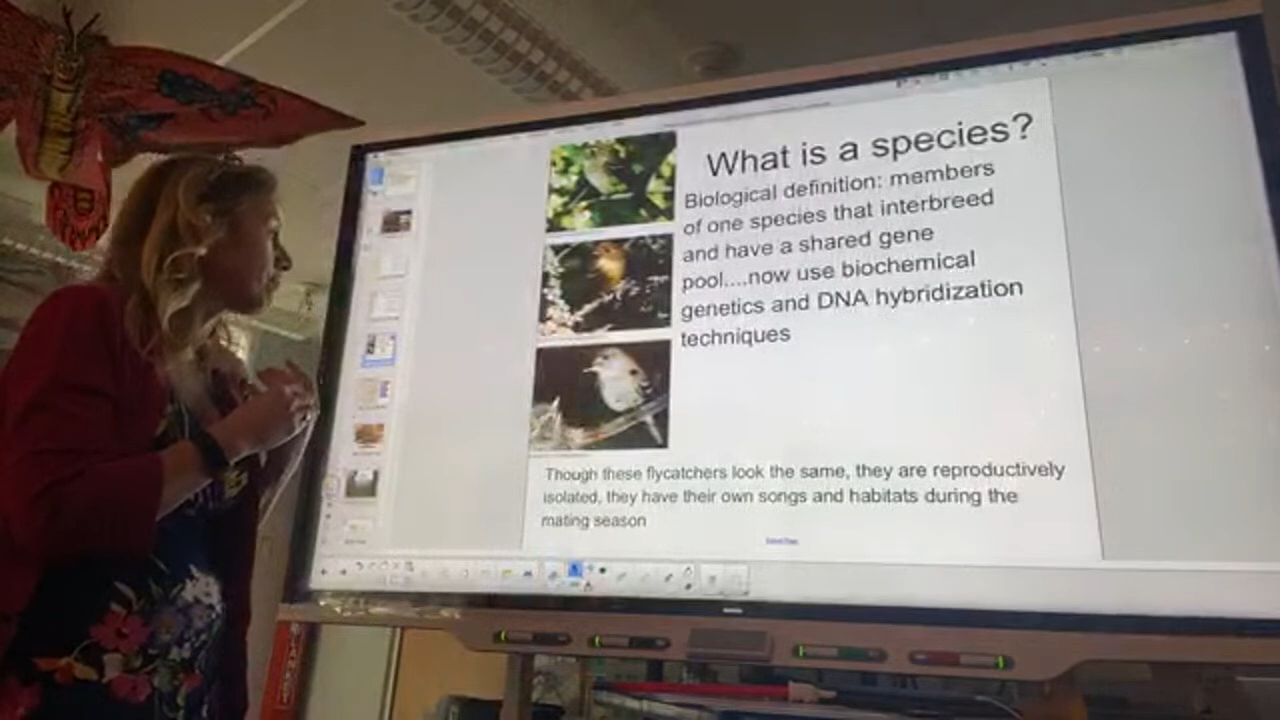 What is a species?
Biological definition: members
of one species that interbreed
and have a shared gene
pool....now use biochemical
genetics and DNA hybridization
techniques
Though these flycatchers look the same, they are reproductively
isolated, they have their own songs and habitats during the
mating season